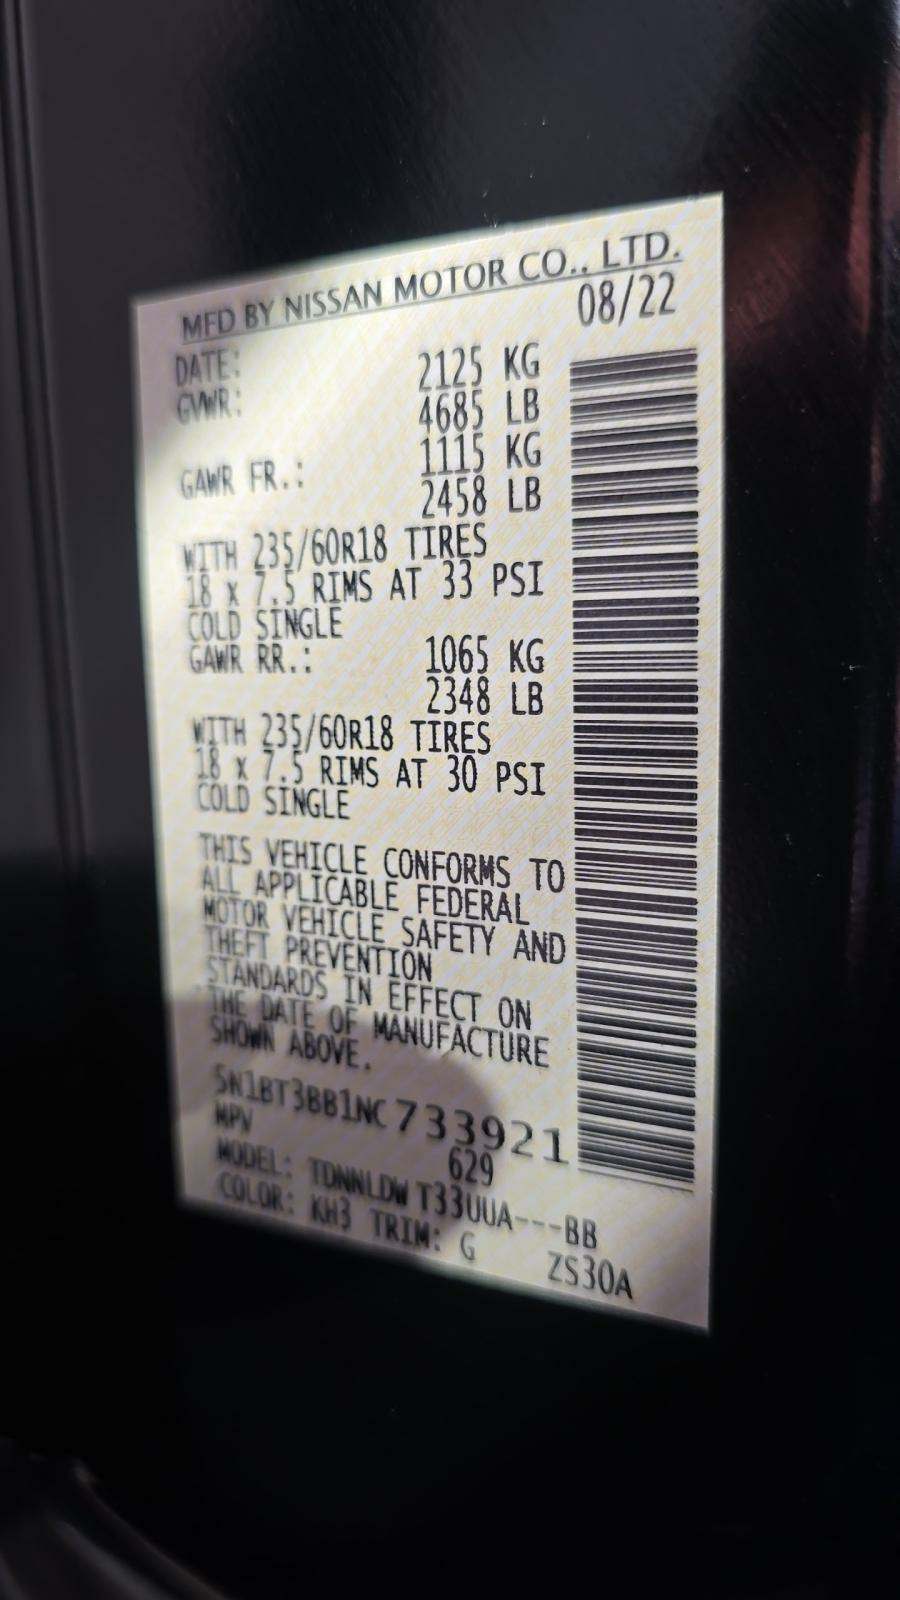 MFD BY NISSAN MOTOR CO., LTD.
DATE: 08/22
GVWR: 2125 KG
4685 LB
GAWR FR.: 1115 KG
2458 LB
WITH 235/60R18 TIRES
18 x 7.5 RIMS AT 33 PSI
COLD SINGLE
GAWR RR.: 1065 KG
2348 LB
WITH 235/60R18 TIRES
18 x 7.5 RIMS AT 30 PSI
COLD SINGLE
THIS VEHICLE CONFORMS TO
ALL APPLICABLE FEDERAL
MOTOR VEHICLE SAFETY AND
THEFT PREVENTION
STANDARDS IN EFFECT ON
THE DATE OF MANUFACTURE
SHOWN ABOVE.
5N1BT3BB1NC733921
MPV 629
MODEL: TDNNLDW T33UUA---BB
COLOR: KH3 TRIM: G ZS30A